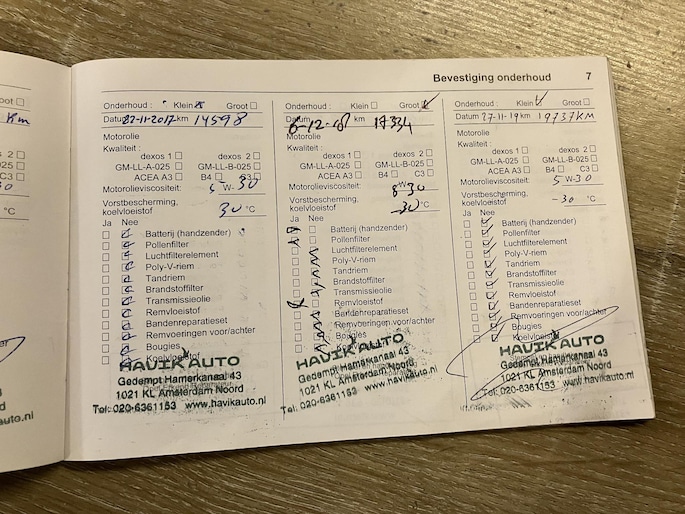 Bevestiging onderhoud 7
Onderhoud : Klein Groot
Datum 22-11-2017 km 14598
Motorolie
Kwaliteit :
dexos 1 dexos 2
GM-LL-A-025 GM-LL-B-025
ACEA A3 B4 C3
Motorolieviscositeit: 5 W-30
Vorstbescherming,
koelvloeistof 30 °C
Ja Nee
Batterij (handzender)
Pollenfilter
Luchtfilterelement
Poly-V-riem
Tandriem
Brandstoffilter
Transmissieolie
Remvloeistof
Bandenreparatieset
Remvoeringen voor/achter
Bougies
Koelvloeistof
HAVIK AUTO
Gedempt Hamerkanaal 43
1021 KL Amsterdam Noord
Tel: 020-6361153 www.havikauto.nl
Onderhoud : Klein Groot
Datum 6-12-18 km 17334
Motorolie
Kwaliteit :
dexos 1 dexos 2
GM-LL-A-025 GM-LL-B-025
ACEA A3 B4 C3
Motorolieviscositeit: W 30
Vorstbescherming,
koelvloeistof -30 °C
Ja Nee
Batterij (handzender)
Pollenfilter
Luchtfilterelement
Poly-V-riem
Tandriem
Brandstoffilter
Transmissieolie
Remvloeistof
Bandenreparatieset
Remvoeringen voor/achter
Bougies
Koelvloeistof
HAVIK AUTO
Gedempt Hamerkanaal 43
1021 KL Amsterdam Noord
Tel: 020-6361153 www.havikauto.nl
Onderhoud : Klein Groot
Datum 27-11-19 km 19737KM
Motorolie
Kwaliteit :
dexos 1 dexos 2
GM-LL-A-025 GM-LL-B-025
ACEA A3 B4 C3
Motorolieviscositeit: 5 W-30
Vorstbescherming,
koelvloeistof -30 °C
Ja Nee
Batterij (handzender)
Pollenfilter
Luchtfilterelement
Poly-V-riem
Tandriem
Brandstoffilter
Transmissieolie
Remvloeistof
Bandenreparatieset
Remvoeringen voor/achter
Bougies
Koelvloeistof
HAVIK AUTO
Gedempt Hamerkanaal 43
1021 KL Amsterdam Noord
Tel: 020-6361153 www.havikauto.nl